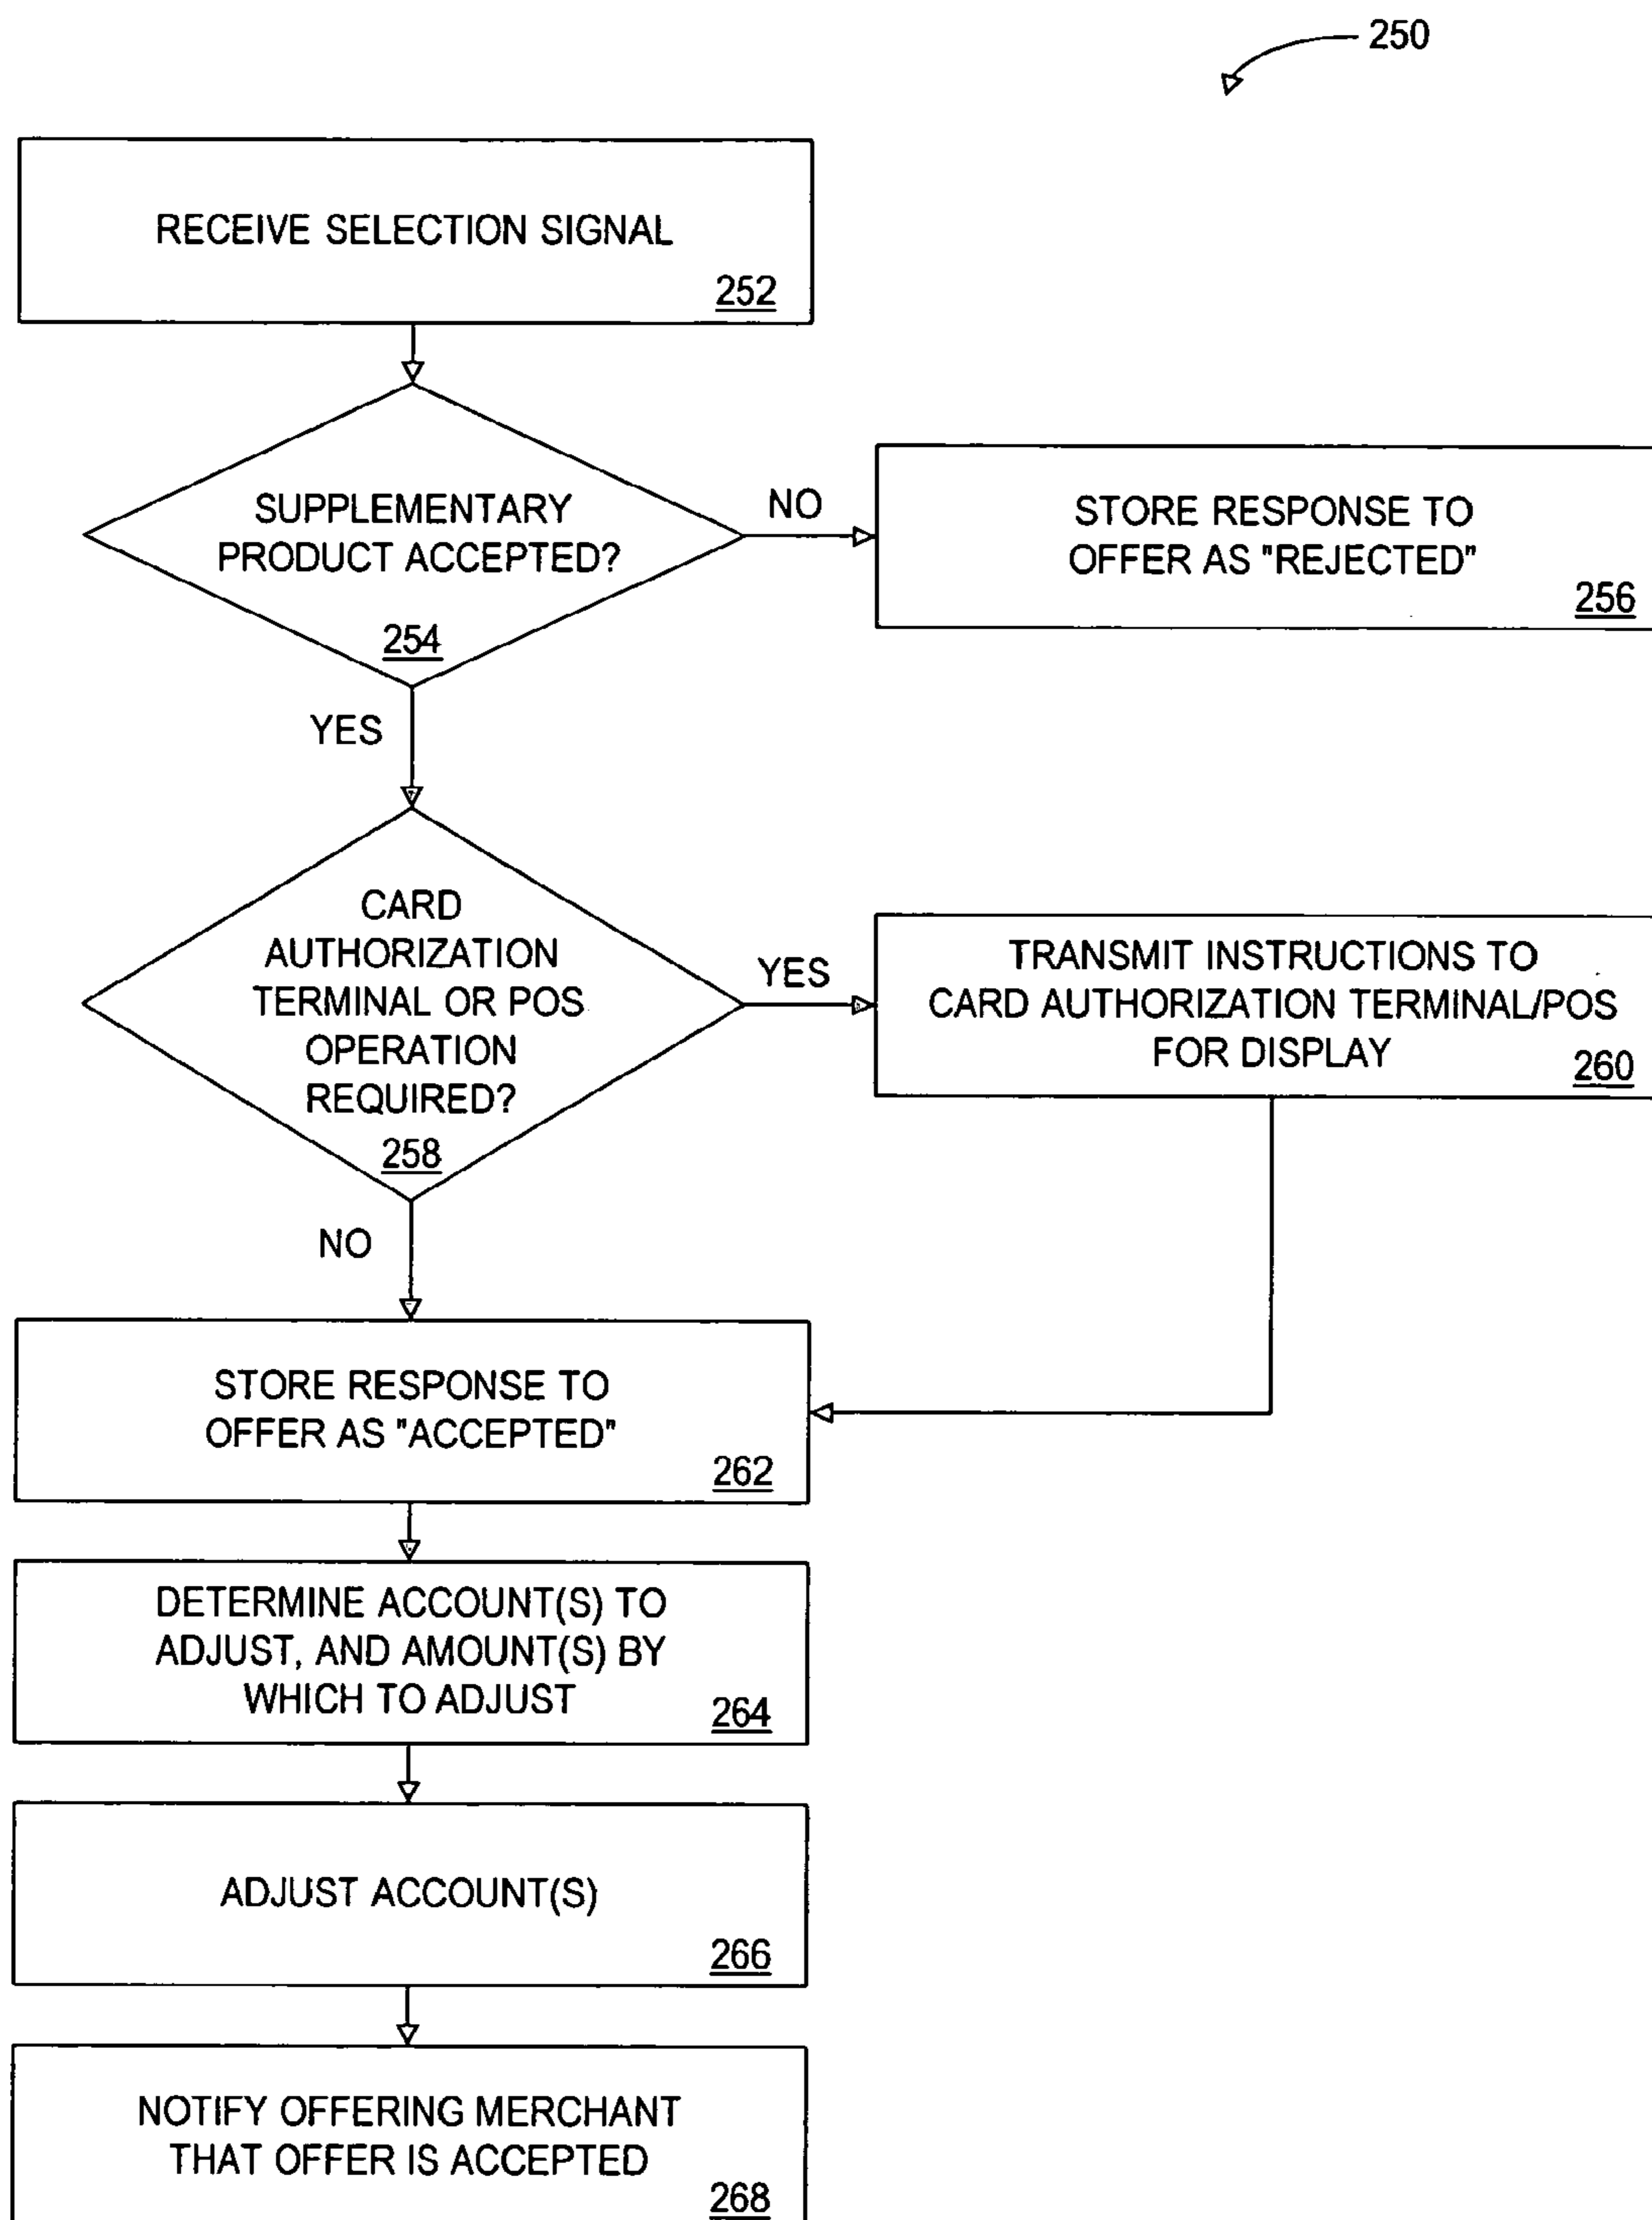 250
RECEIVE SELECTION SIGNAL
252
SUPPLEMENTARY
PRODUCT ACCEPTED?
254
NO
STORE RESPONSE TO
OFFER AS "REJECTED"
256
YES
CARD
AUTHORIZATION
TERMINAL OR POS
OPERATION
REQUIRED?
258
YES
TRANSMIT INSTRUCTIONS TO
CARD AUTHORIZATION TERMINAL/POS
FOR DISPLAY
260
NO
STORE RESPONSE TO
OFFER AS "ACCEPTED"
262
DETERMINE ACCOUNT(S) TO
ADJUST, AND AMOUNT(S) BY
WHICH TO ADJUST
264
ADJUST ACCOUNT(S)
266
NOTIFY OFFERING MERCHANT
THAT OFFER IS ACCEPTED
268